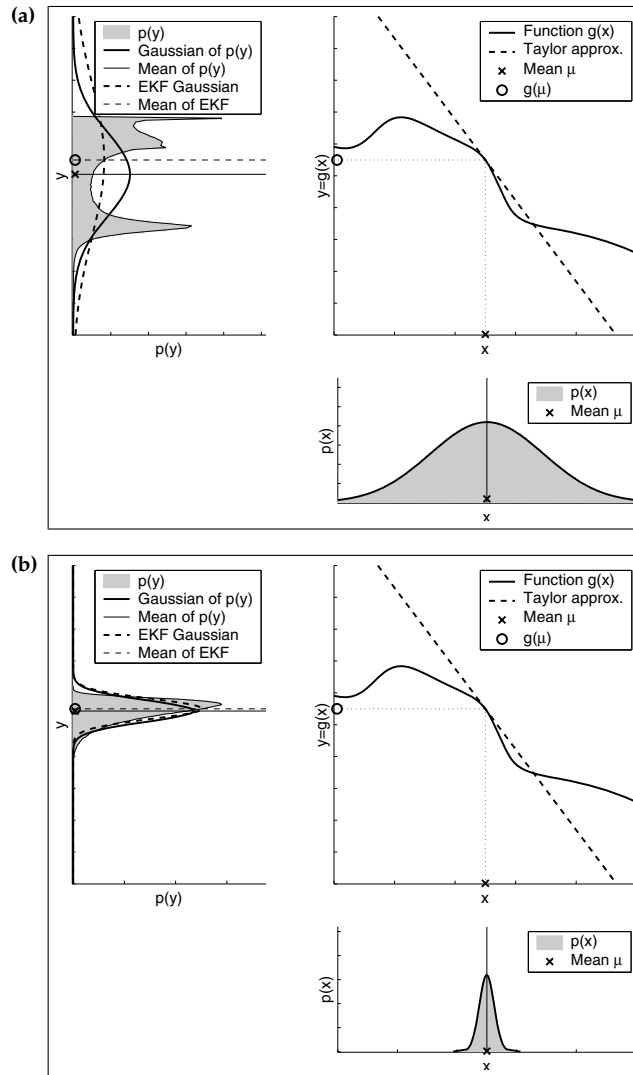 (a)
p(y)
Gaussian of p(y)
Mean of p(y)
EKF Gaussian
Mean of EKF
y
p(y)
Function g(x)
Taylor approx.
Mean μ
g(μ)
y=g(x)
x
p(x)
Mean μ
p(x)
x
(b)
p(y)
Gaussian of p(y)
Mean of p(y)
EKF Gaussian
Mean of EKF
y
p(y)
Function g(x)
Taylor approx.
Mean μ
g(μ)
y=g(x)
x
p(x)
Mean μ
p(x)
x